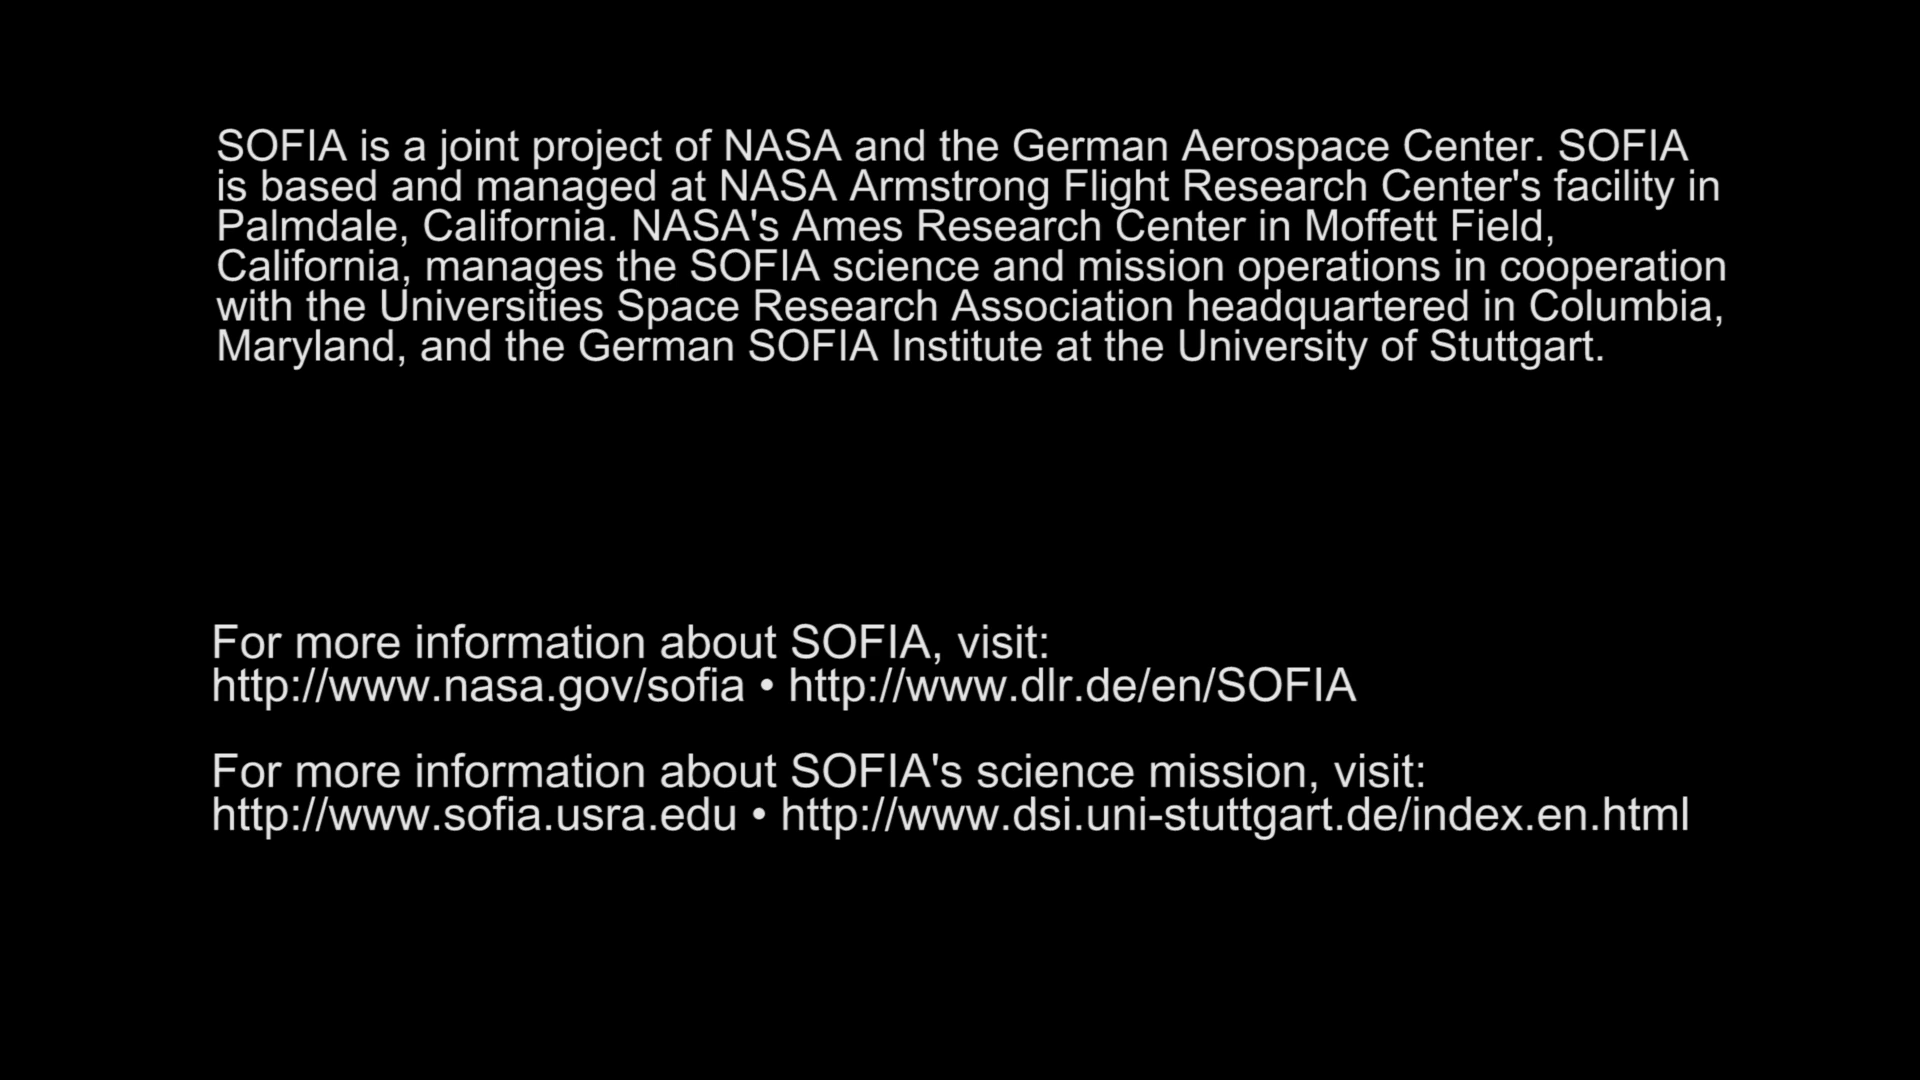 SOFIA is a joint project of NASA and the German Aerospace Center. SOFIA
is based and managed at NASA Armstrong Flight Research Center's facility in
Palmdale, California. NASA's Ames Research Center in Moffett Field,
California, manages the SOFIA science and mission operations in cooperation
with the Universities Space Research Association headquartered in Columbia,
Maryland, and the German SOFIA Institute at the University of Stuttgart.
For more information about SOFIA, visit:
http://www.nasa.gov/sofia • http://www.dlr.de/en/SOFIA
For more information about SOFIA's science mission, visit:
http://www.sofia.usra.edu • http://www.dsi.uni-stuttgart.de/index.en.html